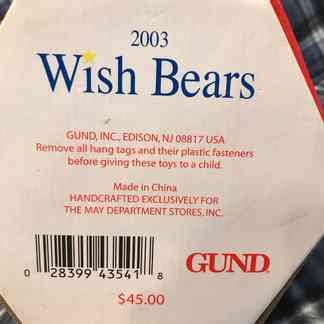 2003
Wish Bears
GUND, INC., EDISON, NJ 08817 USA
Remove all hang tags and their plastic fasteners
before giving these toys to a child.
Made in China
HANDCRAFTED EXCLUSIVELY FOR
THE MAY DEPARTMENT STORES, INC.
0 28399 43541 8
GUND
$45.00